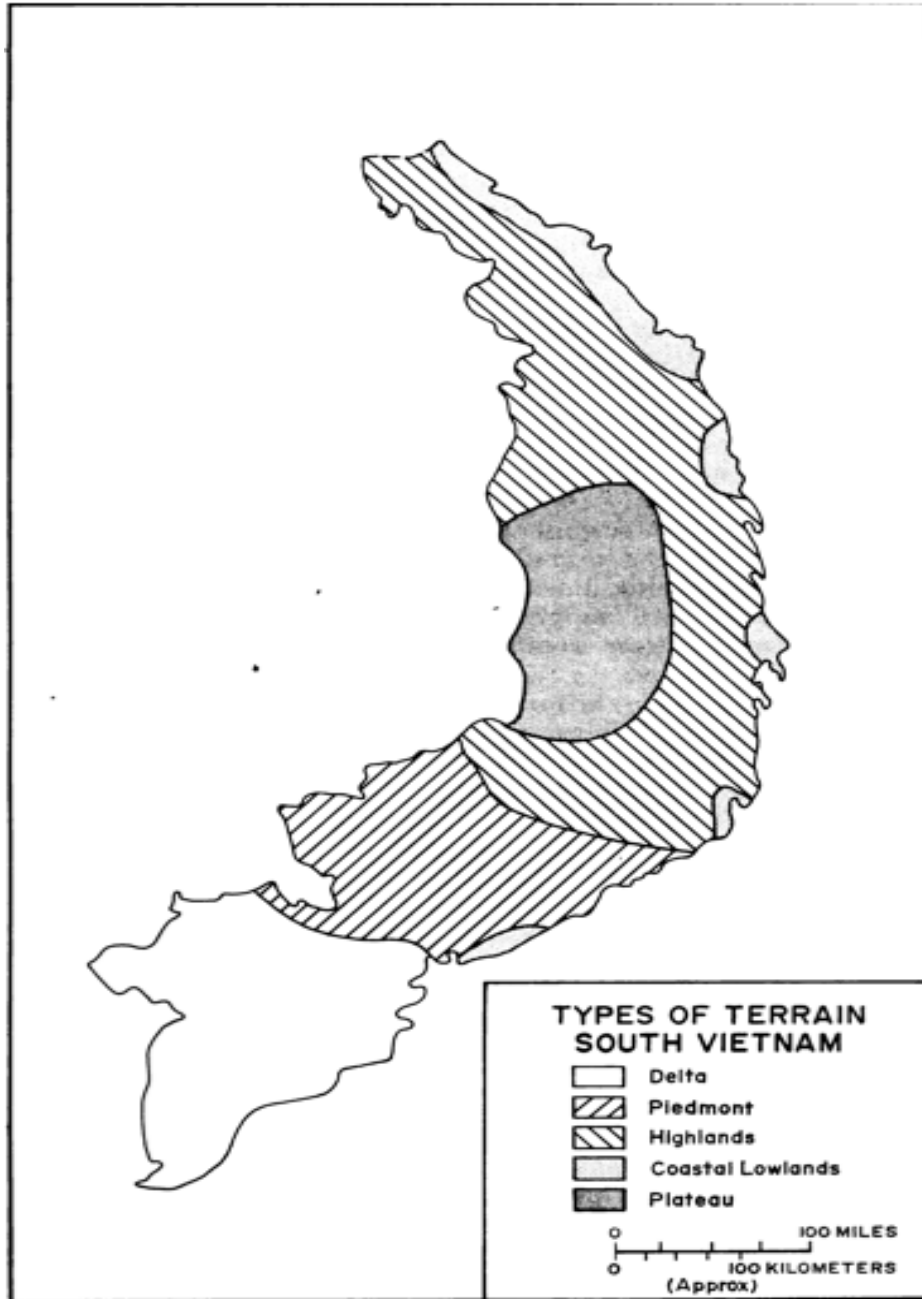 TYPES OF TERRAIN
SOUTH VIETNAM
Delta
Piedmont
Highlands
Coastal Lowlands
Plateau
0 100 MILES
0 100 KILOMETERS
(Approx)